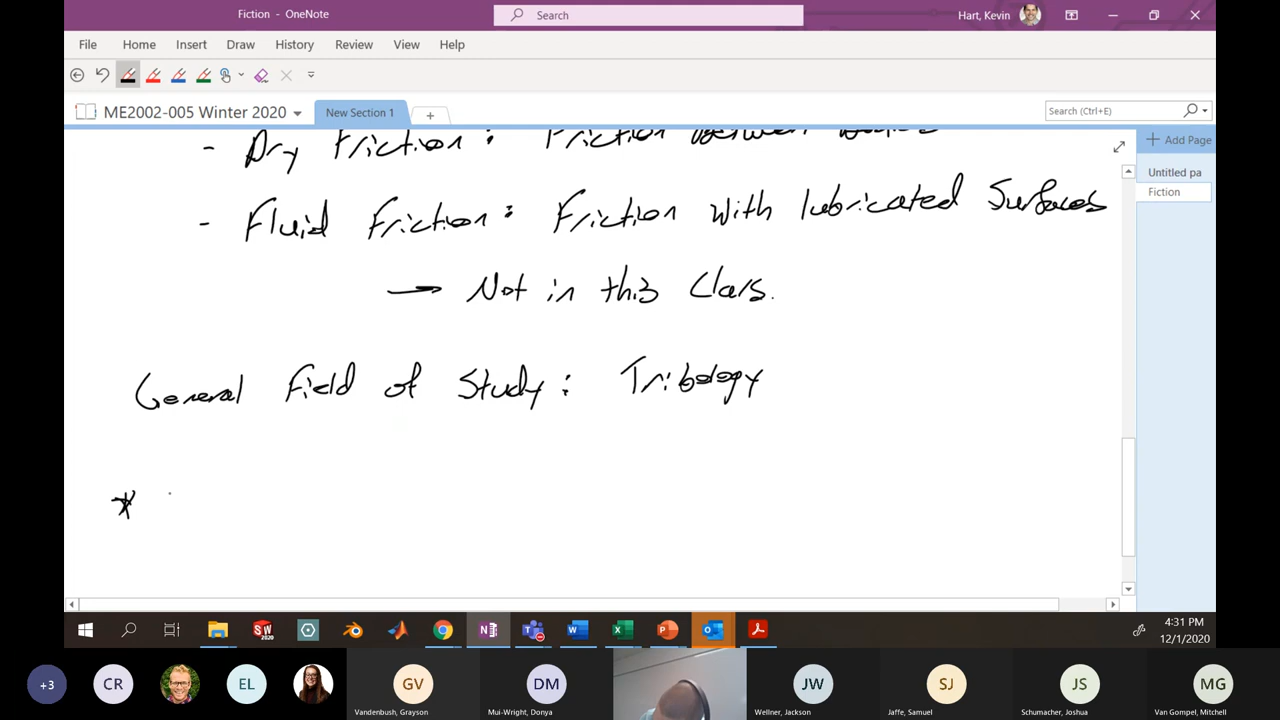 Fiction - OneNote
Search
Hart, Kevin
File Home Insert Draw History Review View Help
ME2002-005 Winter 2020
New Section 1
Search (Ctrl+E)
Add Page
Untitled pa
Fiction
- Dry Friction : Friction Between
- Fluid Friction : Friction with lubricated Surfaces
→ Not in this Class.
General Field of Study : Tribology
*
4:31 PM
12/1/2020
+3
CR
EL
GV
DM
JW
SJ
JS
MG
Vandenbush, Grayson
Mui-Wright, Donya
Wellner, Jackson
Jaffe, Samuel
Schumacher, Joshua
Van Gompel, Mitchell